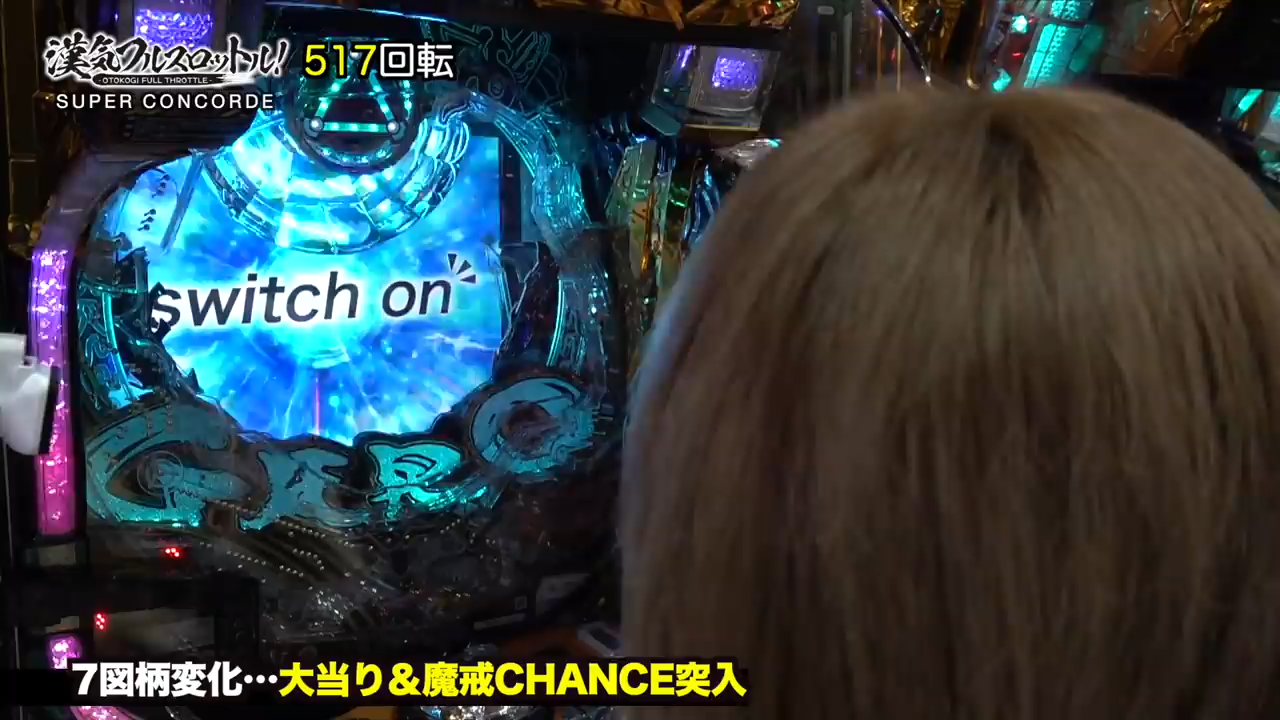 漢気フルスロットル!
-OTOKOGI FULL THROTTLE-
SUPER CONCORDE
517回転
switch on
7図柄変化…大当り&魔戒CHANCE突入